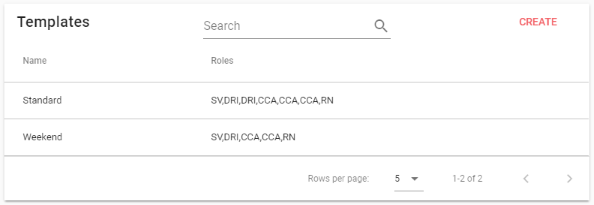 Templates Search CREATE
Name Roles
Standard SV,DRI,DRI,CCA,CCA,CCA,RN
Weekend SV,DRI,CCA,CCA,RN
Rows per page: 5 1-2 of 2